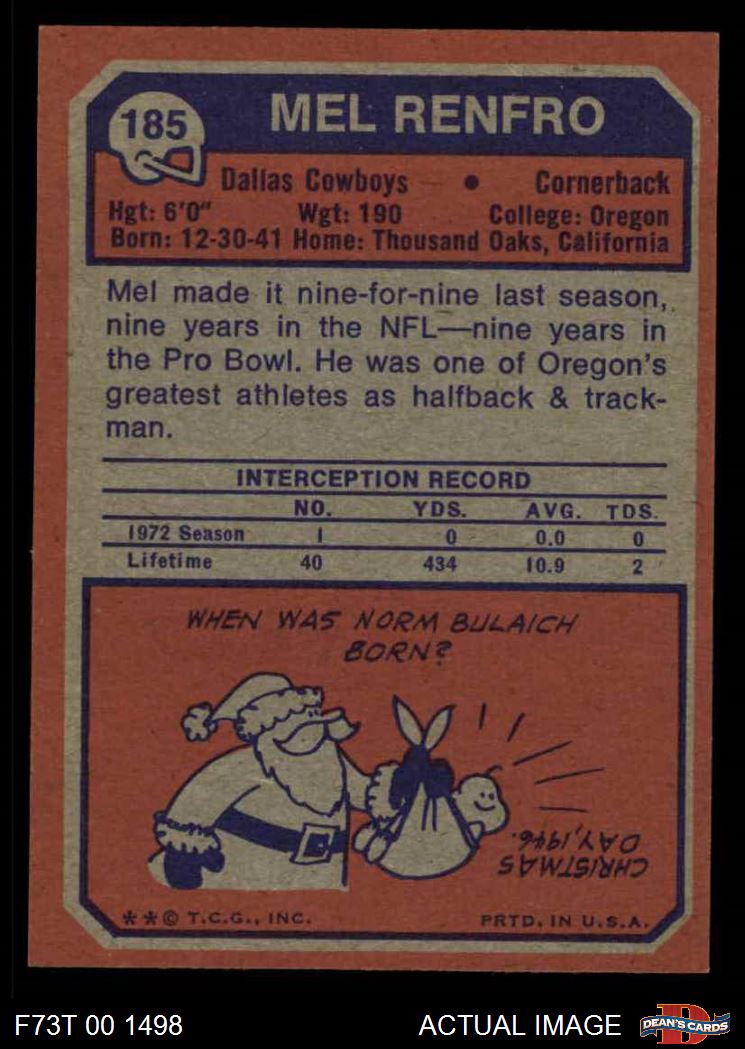 185
MEL RENFRO
Dallas Cowboys • Cornerback
Hgt: 6'0" Wgt: 190 College: Oregon
Born: 12-30-41 Home: Thousand Oaks, California
Mel made it nine-for-nine last season,
nine years in the NFL—nine years in
the Pro Bowl. He was one of Oregon's
greatest athletes as halfback & track-
man.
INTERCEPTION RECORD
NO. YDS. AVG. TDS.
1972 Season 1 0 0.0 0
Lifetime 40 434 10.9 2
WHEN WAS NORM BULAICH
BORN?
CHRISTMAS
DAY, 1946.
**© T.C.G., INC. PRTD. IN U.S.A.
F73T 00 1498 ACTUAL IMAGE
D
DEAN'S CARDS